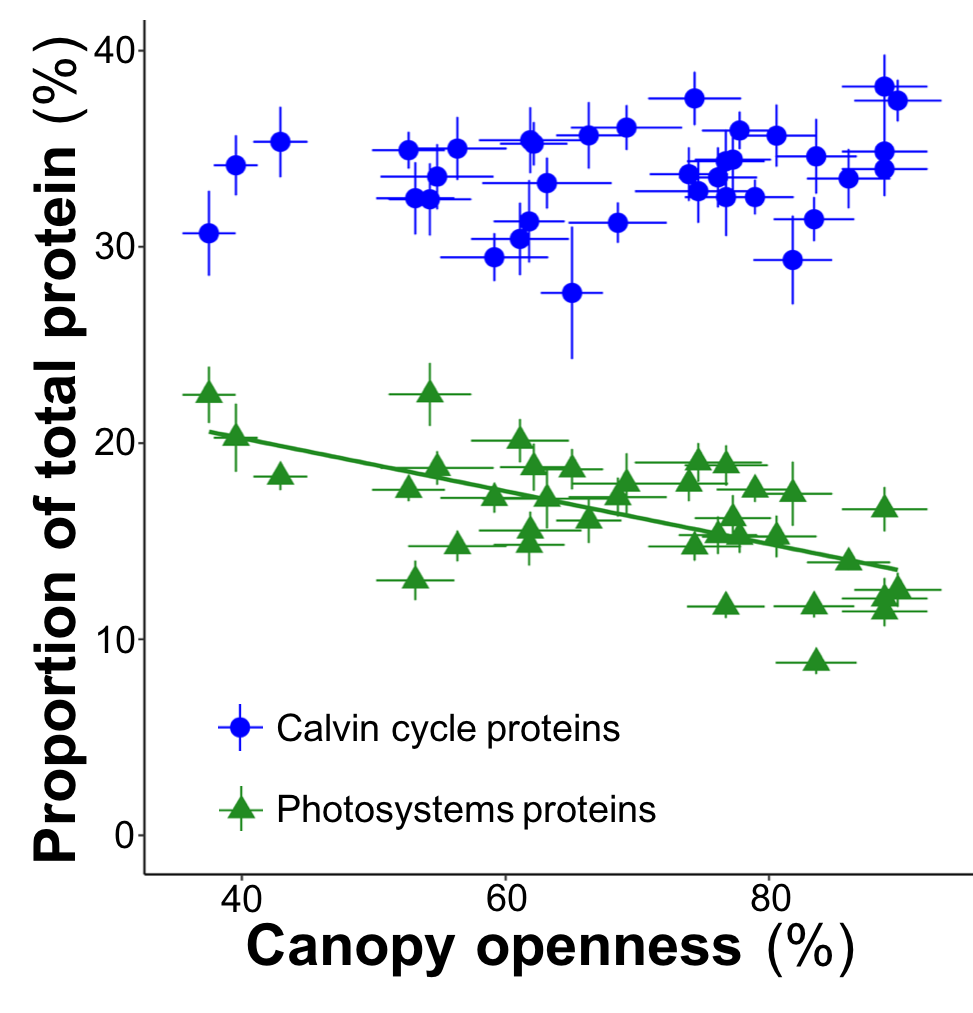 Proportion of total protein (%)
40
30
20
10
0
Calvin cycle proteins
Photosystems proteins
40 60 80
Canopy openness (%)